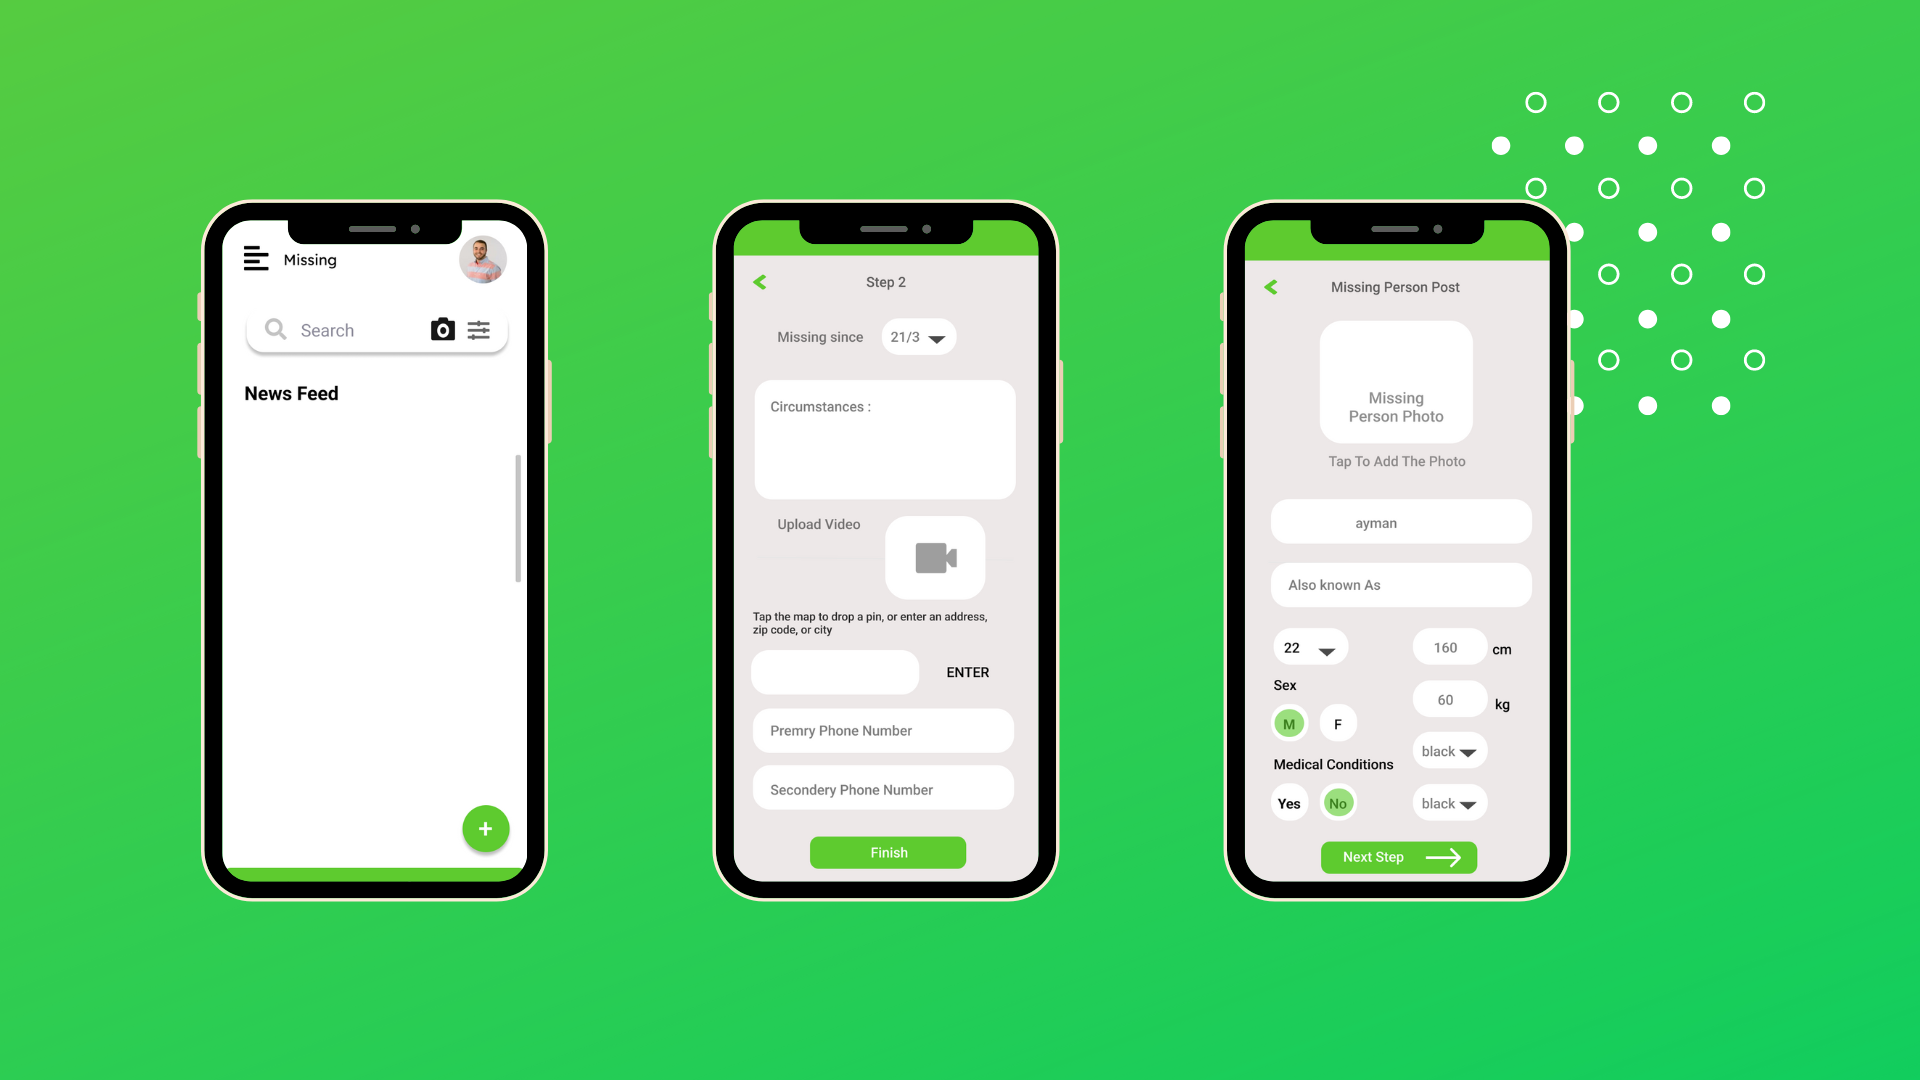 Missing
Search
News Feed
+
Step 2
Missing since
21/3
Circumstances :
Upload Video
Tap the map to drop a pin, or enter an address,
zip code, or city
ENTER
Premry Phone Number
Secondery Phone Number
Finish
Missing Person Post
Missing
Person Photo
Tap To Add The Photo
ayman
Also known As
22
160 cm
Sex
60 kg
M F
black
Medical Conditions
Yes No
black
Next Step